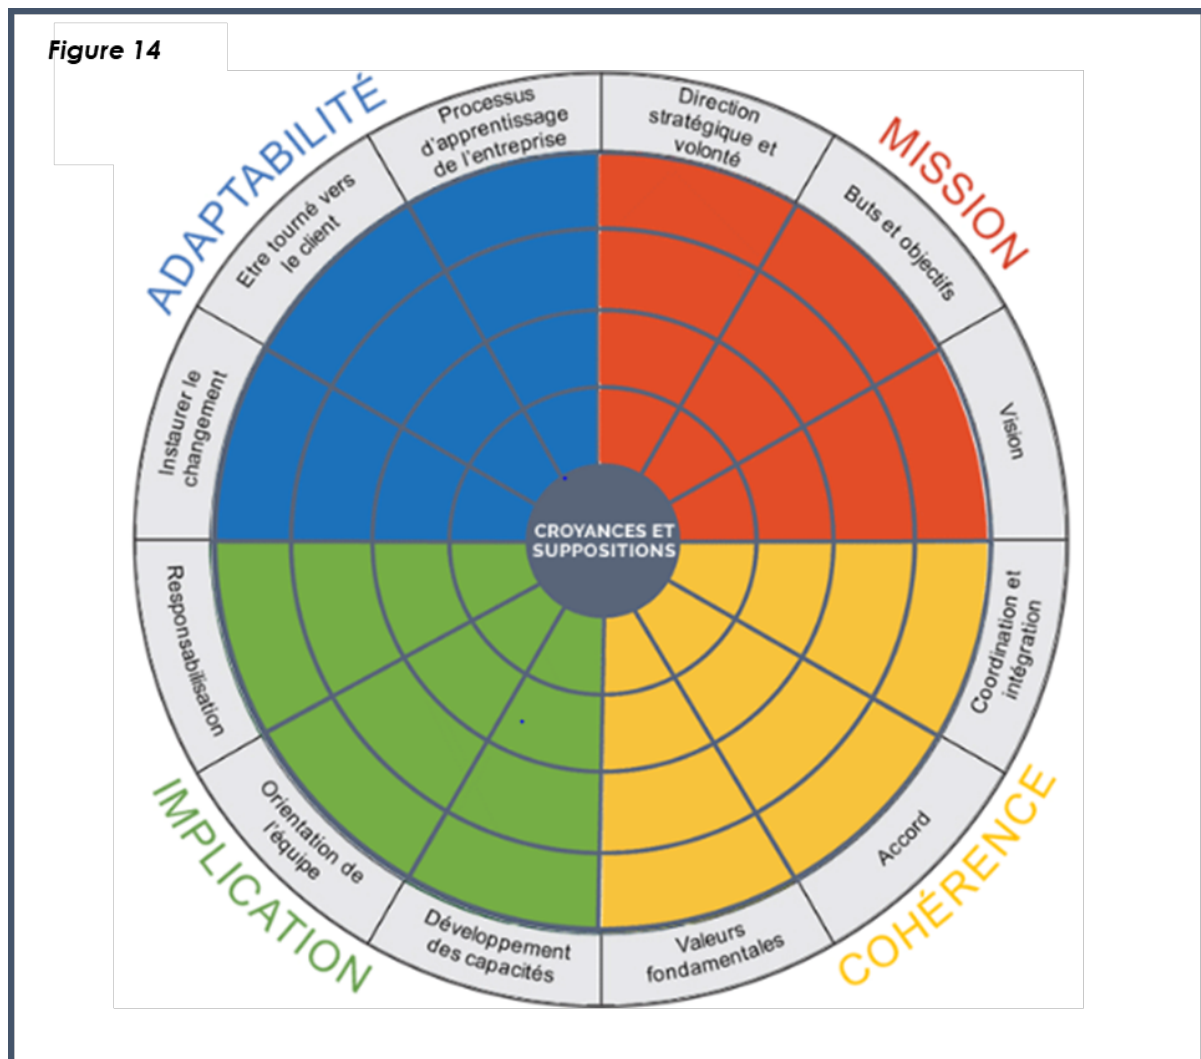 Figure 14
ADAPTABILITÉ
MISSION
Processus
d'apprentissage
de l'entreprise
Direction
stratégique et
volonté
Etre tourné vers
le client
Buts et objectifs
Instaurer le
changement
Vision
CROYANCES ET
SUPPOSITIONS
Responsabilisation
Coordination et
intégration
Orientation de
l'équipe
Accord
Développement
des capacités
Valeurs
fondamentales
IMPLICATION
COHÉRENCE